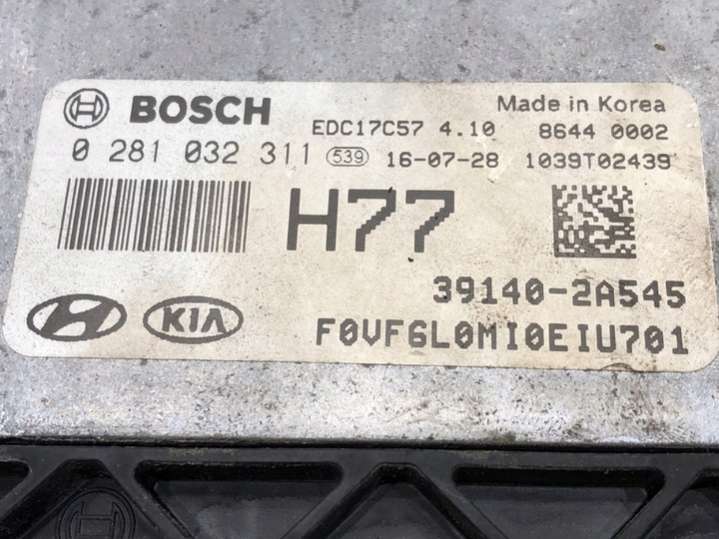 BOSCH
Made in Korea
EDC17C57 4.10 8644 0002
0 281 032 311 539 16-07-28 1039T02439
H77
39140-2A545
KIA
F0VF6L0MI0EIU701